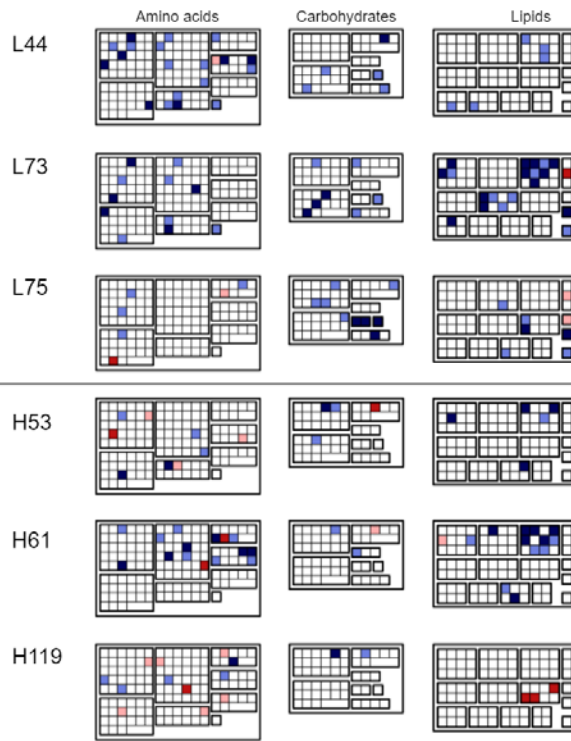 Amino acids Carbohydrates Lipids
L44
L73
L75
H53
H61
H119